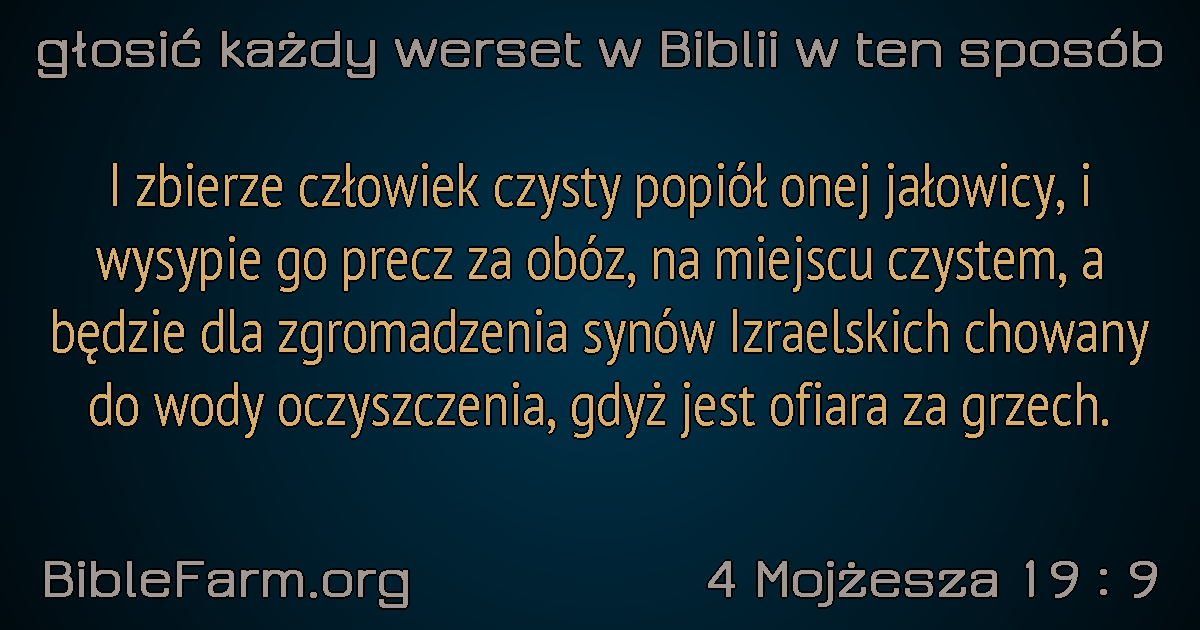 głosić każdy werset w Biblii w ten sposób
I zbierze człowiek czysty popiół onej jałowicy, i
wysypie go precz za obóz, na miejscu czystem, a
będzie dla zgromadzenia synów Izraelskich chowany
do wody oczyszczenia, gdyż jest ofiara za grzech.
BibleFarm.org
4 Mojżesza 19 : 9